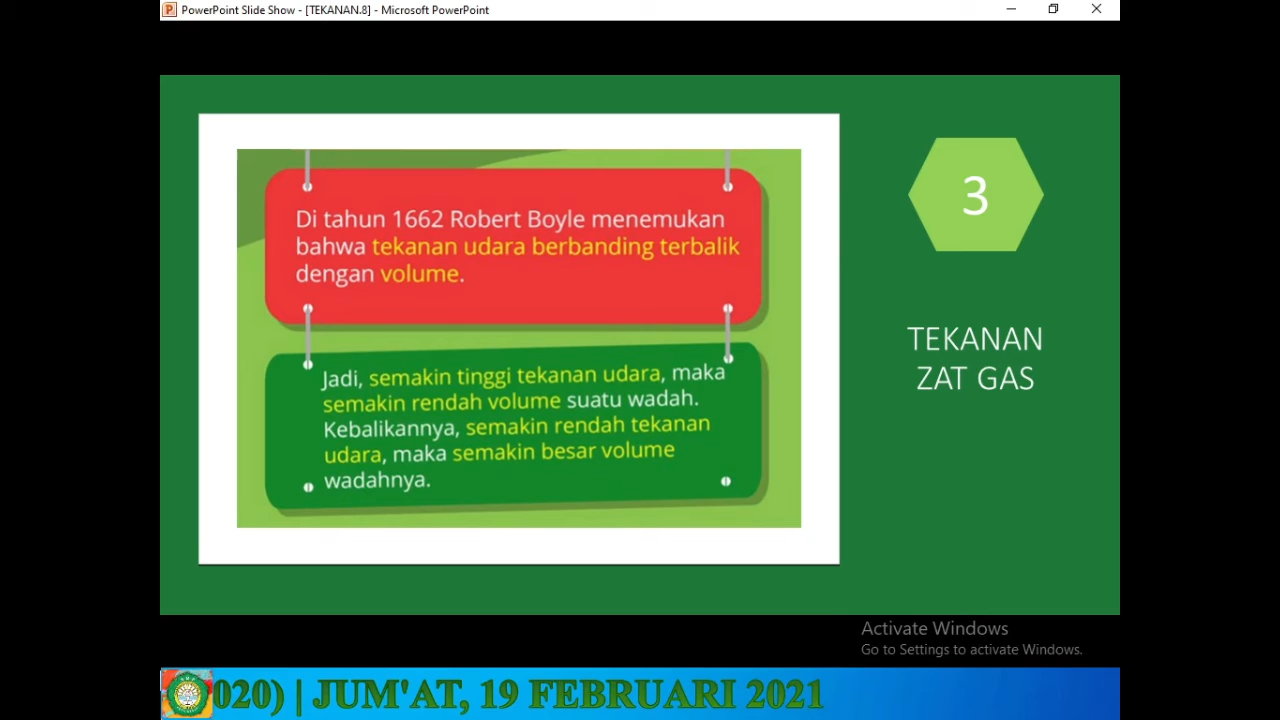 PowerPoint Slide Show - [TEKANAN.8] - Microsoft PowerPoint
Di tahun 1662 Robert Boyle menemukan
bahwa tekanan udara berbanding terbalik
dengan volume.
Jadi, semakin tinggi tekanan udara, maka
semakin rendah volume suatu wadah.
Kebalikannya, semakin rendah tekanan
udara, maka semakin besar volume
wadahnya.
3
TEKANAN
ZAT GAS
Activate Windows
Go to Settings to activate Windows.
020) | JUM'AT, 19 FEBRUARI 2021